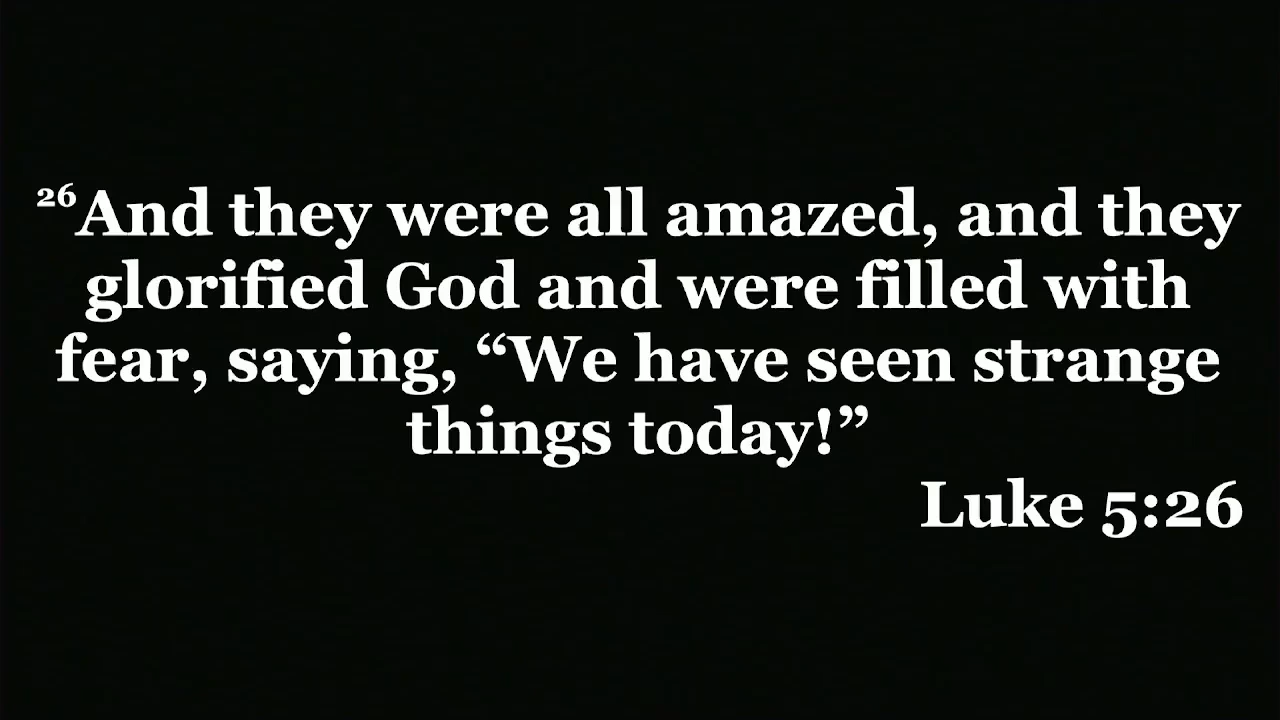 ²⁶And they were all amazed, and they
glorified God and were filled with
fear, saying, “We have seen strange
things today!”
Luke 5:26